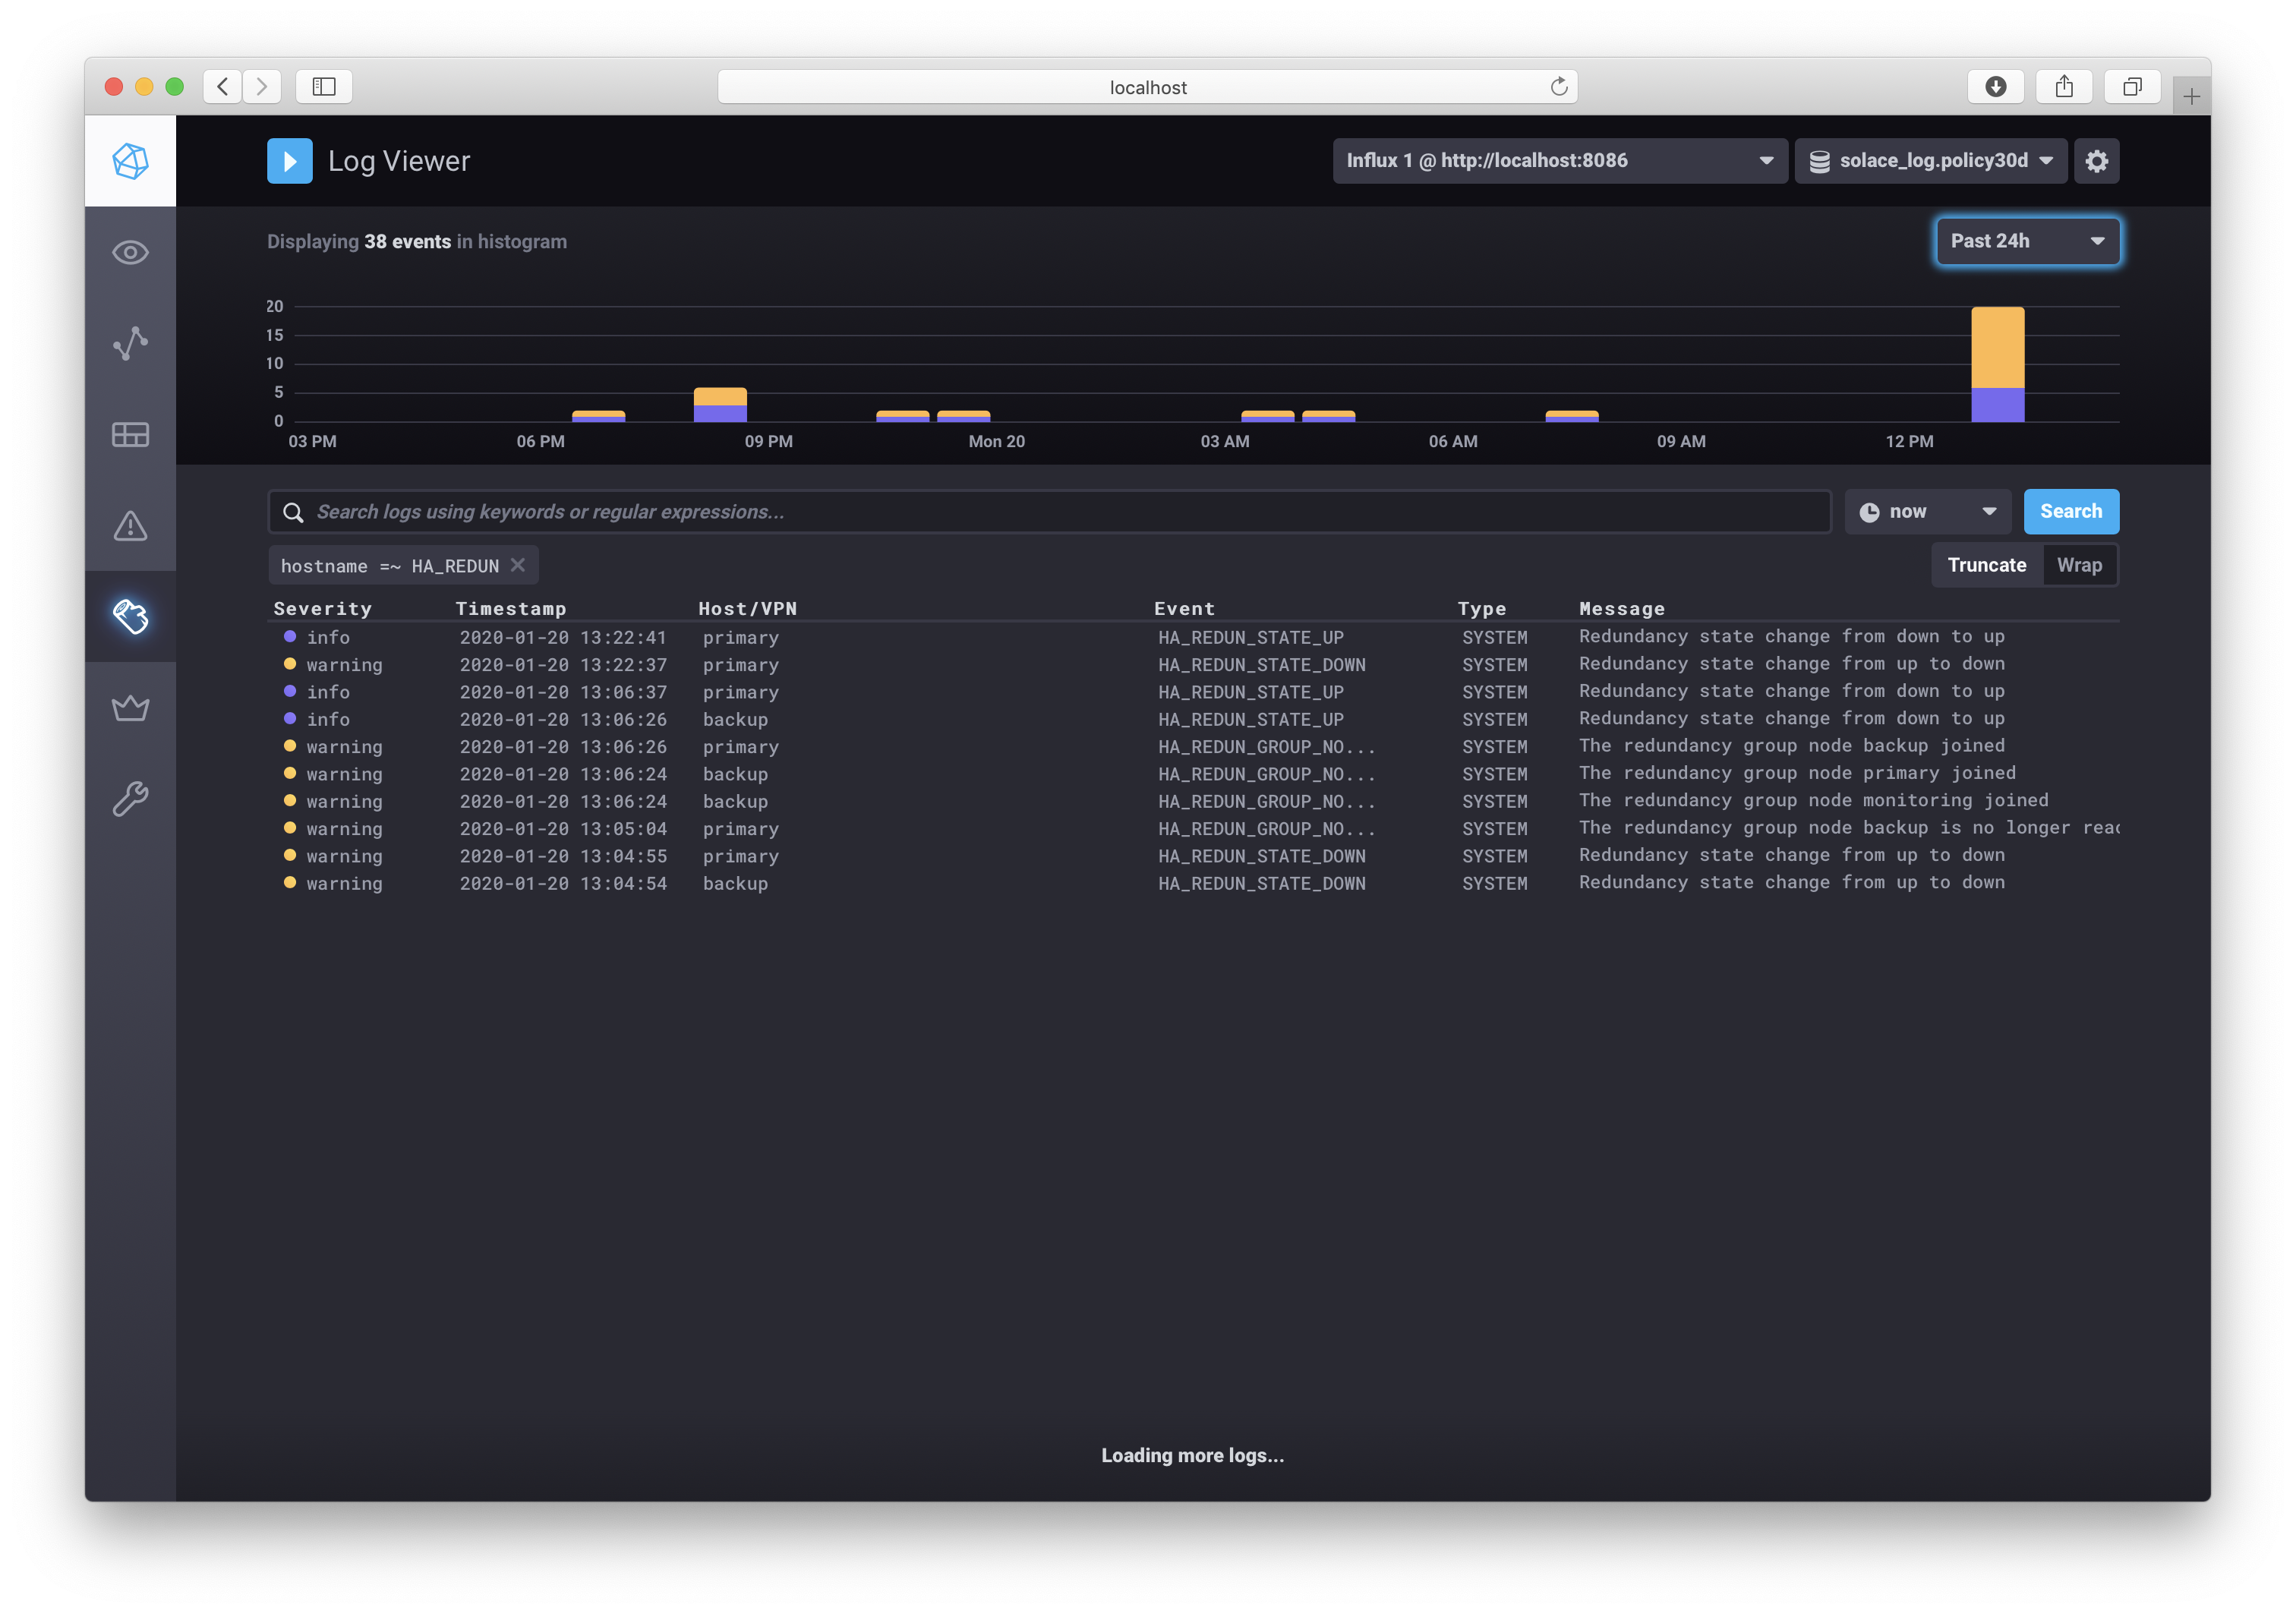 localhost
Log Viewer
Influx 1 @ http://localhost:8086
solace_log.policy30d
Displaying 38 events in histogram
Past 24h
20
15
10
5
0
03 PM 06 PM 09 PM Mon 20 03 AM 06 AM 09 AM 12 PM
Search logs using keywords or regular expressions...
now
Search
hostname =~ HA_REDUN
Truncate Wrap
Severity Timestamp Host/VPN Event Type Message
info 2020-01-20 13:22:41 primary HA_REDUN_STATE_UP SYSTEM Redundancy state change from down to up
warning 2020-01-20 13:22:37 primary HA_REDUN_STATE_DOWN SYSTEM Redundancy state change from up to down
info 2020-01-20 13:06:37 primary HA_REDUN_STATE_UP SYSTEM Redundancy state change from down to up
info 2020-01-20 13:06:26 backup HA_REDUN_STATE_UP SYSTEM Redundancy state change from down to up
warning 2020-01-20 13:06:26 primary HA_REDUN_GROUP_NO... SYSTEM The redundancy group node backup joined
warning 2020-01-20 13:06:24 backup HA_REDUN_GROUP_NO... SYSTEM The redundancy group node primary joined
warning 2020-01-20 13:06:24 backup HA_REDUN_GROUP_NO... SYSTEM The redundancy group node monitoring joined
warning 2020-01-20 13:05:04 primary HA_REDUN_GROUP_NO... SYSTEM The redundancy group node backup is no longer reac
warning 2020-01-20 13:04:55 primary HA_REDUN_STATE_DOWN SYSTEM Redundancy state change from up to down
warning 2020-01-20 13:04:54 backup HA_REDUN_STATE_DOWN SYSTEM Redundancy state change from up to down
Loading more logs...